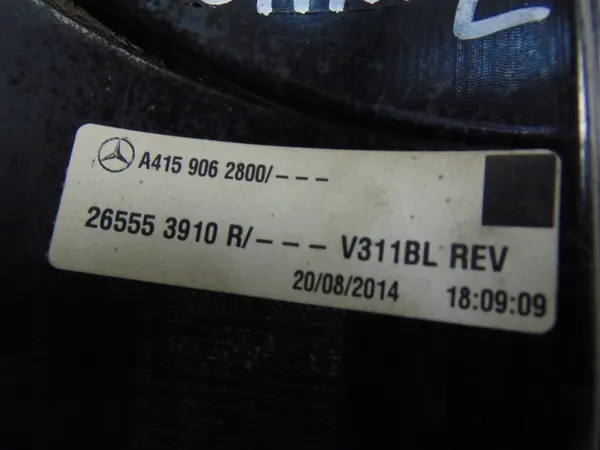 A415 906 2800/---
26555 3910 R/--- V311BL REV
20/08/2014 18:09:09